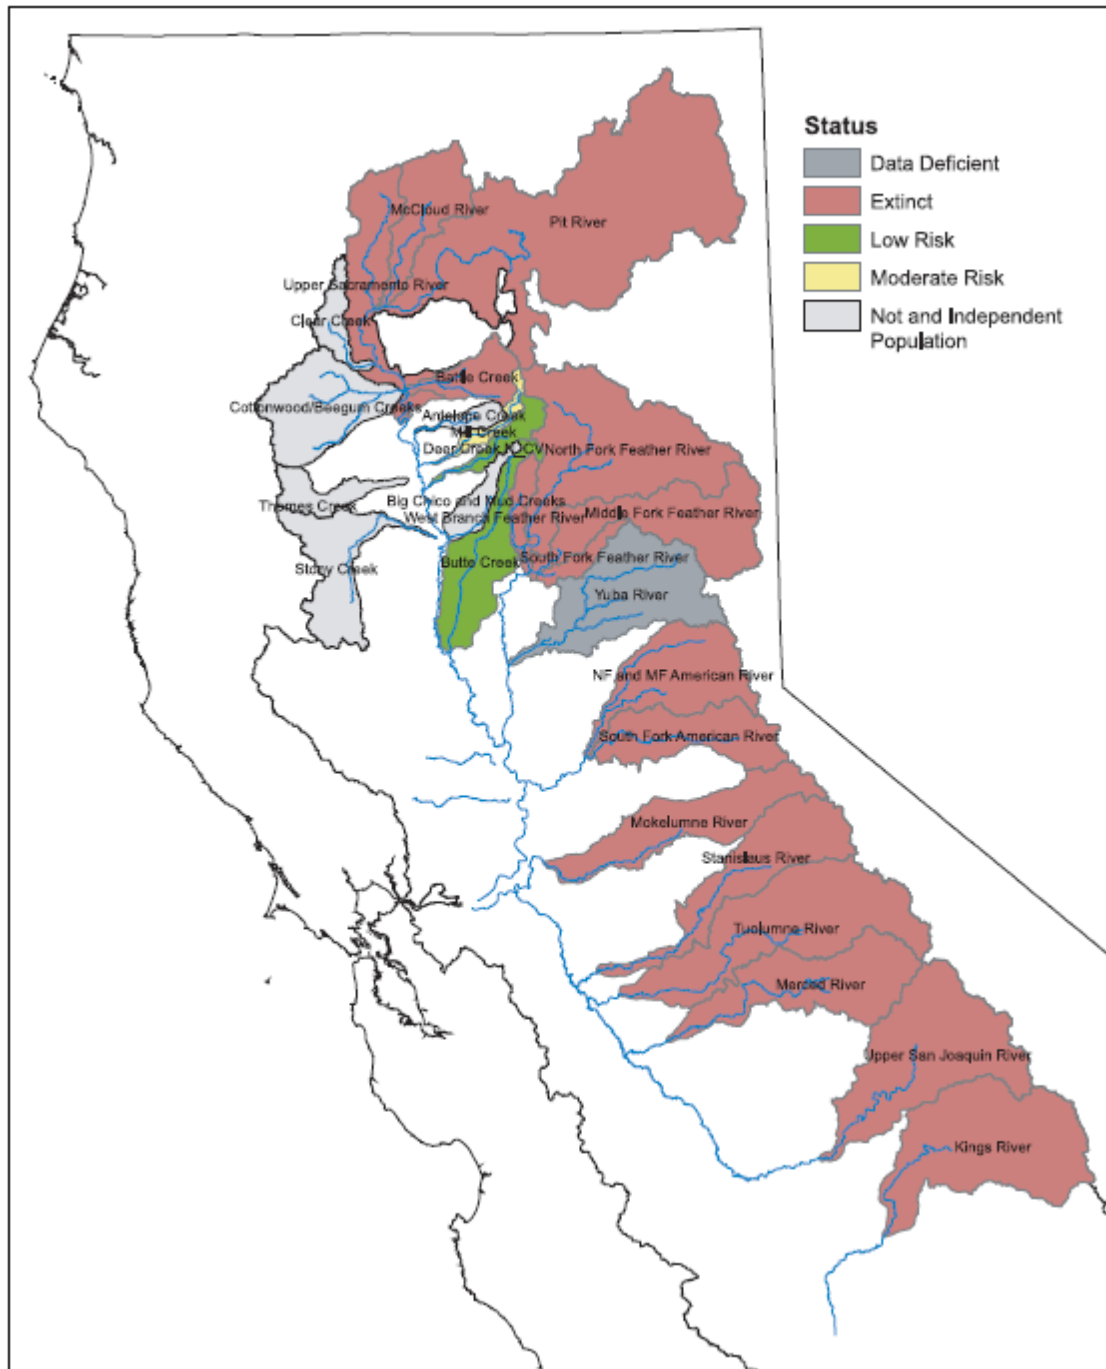 Status
Data Deficient
Extinct
Low Risk
Moderate Risk
Not and Independent
Population
McCloud River
Pit River
Upper Sacramento River
Clear Creek
Battle Creek
Cottonwood/Beegum Creeks
Antelope Creek
Mill Creek
Deer Creek
North Fork Feather River
Big Chico and Mud Creeks
Thomes Creek
West Branch Feather River
Middle Fork Feather River
South Fork Feather River
Butte Creek
Stony Creek
Yuba River
NF and MF American River
South Fork American River
Mokelumne River
Stanislaus River
Tuolumne River
Merced River
Upper San Joaquin River
Kings River